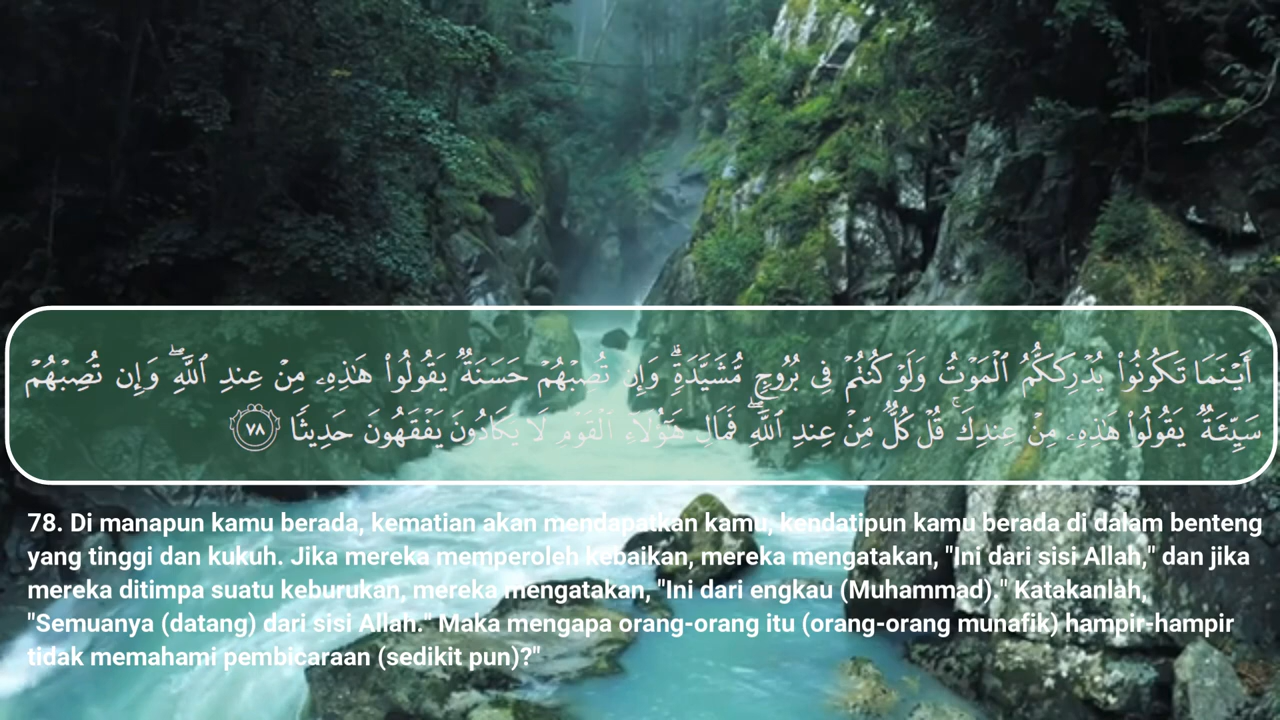 أَيْنَمَا تَكُونُوا۟ يُدْرِككُّمُ ٱلْمَوْتُ وَلَوْ كُنتُمْ فِى بُرُوجٍ مُّشَيَّدَةٍ ۗ وَإِن تُصِبْهُمْ حَسَنَةٌ يَقُولُوا۟ هَٰذِهِۦ مِنْ عِندِ ٱللَّهِ ۖ وَإِن تُصِبْهُمْ
سَيِّئَةٌ يَقُولُوا۟ هَٰذِهِۦ مِنْ عِندِكَ ۚ قُلْ كُلٌّ مِّنْ عِندِ ٱللَّهِ ۖ فَمَالِ هَٰٓؤُلَآءِ ٱلْقَوْمِ لَا يَكَادُونَ يَفْقَهُونَ حَدِيثًا ٧٨
78. Di manapun kamu berada, kematian akan mendapatkan kamu, kendatipun kamu berada di dalam benteng
yang tinggi dan kukuh. Jika mereka memperoleh kebaikan, mereka mengatakan, "Ini dari sisi Allah," dan jika
mereka ditimpa suatu keburukan, mereka mengatakan, "Ini dari engkau (Muhammad)." Katakanlah,
"Semuanya (datang) dari sisi Allah." Maka mengapa orang-orang itu (orang-orang munafik) hampir-hampir
tidak memahami pembicaraan (sedikit pun)?"